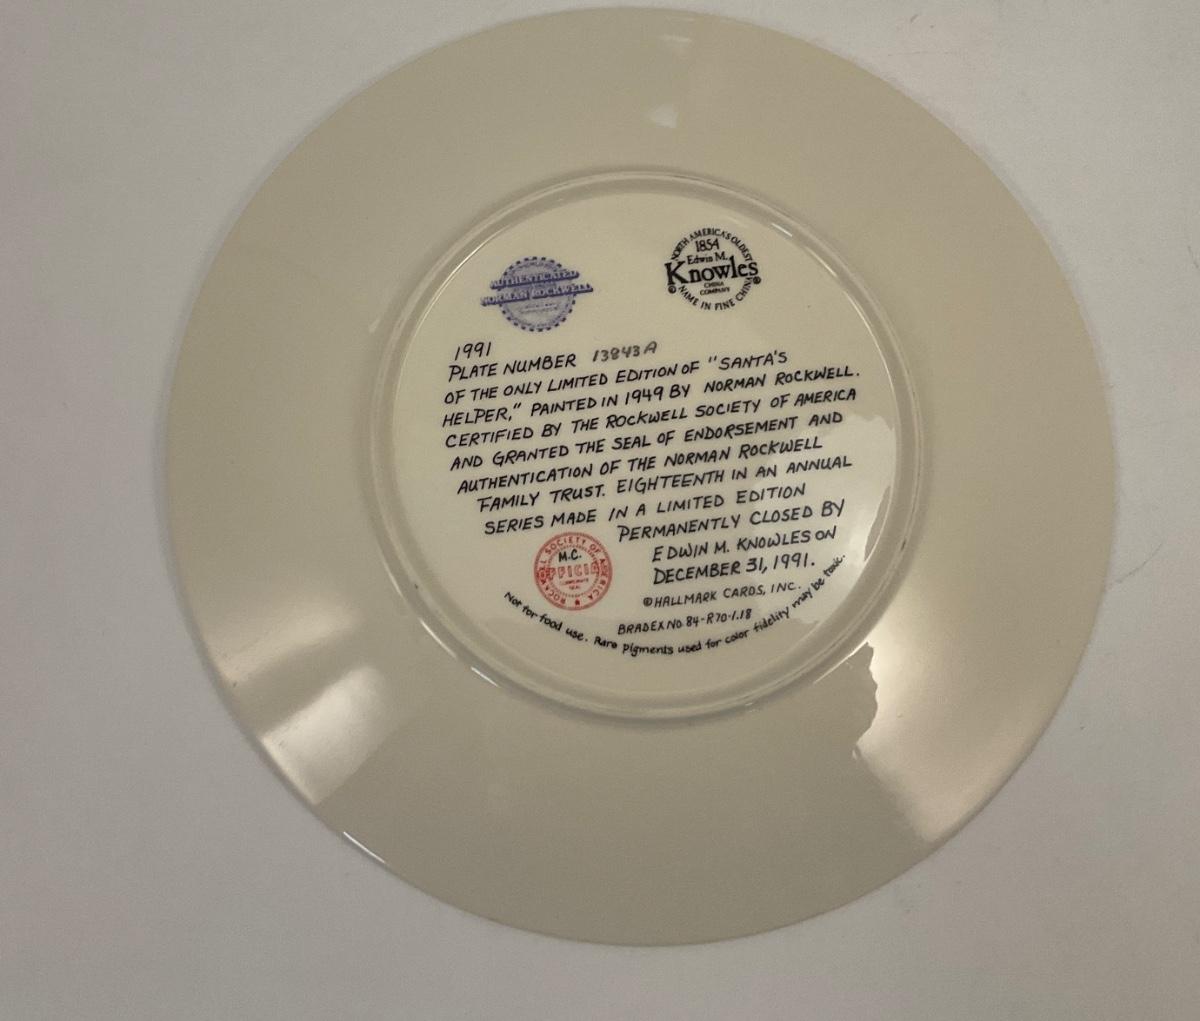 NORTH AMERICA'S OLDEST
1854
Edwin M.
Knowles
CHINA
COMPANY
NAME IN FINE CHINA
AUTHENTICATED
NORMAN ROCKWELL
1991
PLATE NUMBER 13843A
OF THE ONLY LIMITED EDITION OF "SANTA'S
HELPER," PAINTED IN 1949 BY NORMAN ROCKWELL.
CERTIFIED BY THE ROCKWELL SOCIETY OF AMERICA
AND GRANTED THE SEAL OF ENDORSEMENT AND
AUTHENTICATION OF THE NORMAN ROCKWELL
FAMILY TRUST. EIGHTEENTH IN AN ANNUAL
SERIES MADE IN A LIMITED EDITION
PERMANENTLY CLOSED BY
EDWIN M. KNOWLES ON
DECEMBER 31, 1991.
ROCKWELL SOCIETY OF AMERICA
M.C.
OFFICIAL
SEAL
©HALLMARK CARDS, INC.
BRADEX NO. 84-R70-1.18
Not for food use. Rare pigments used for color fidelity may be toxic.